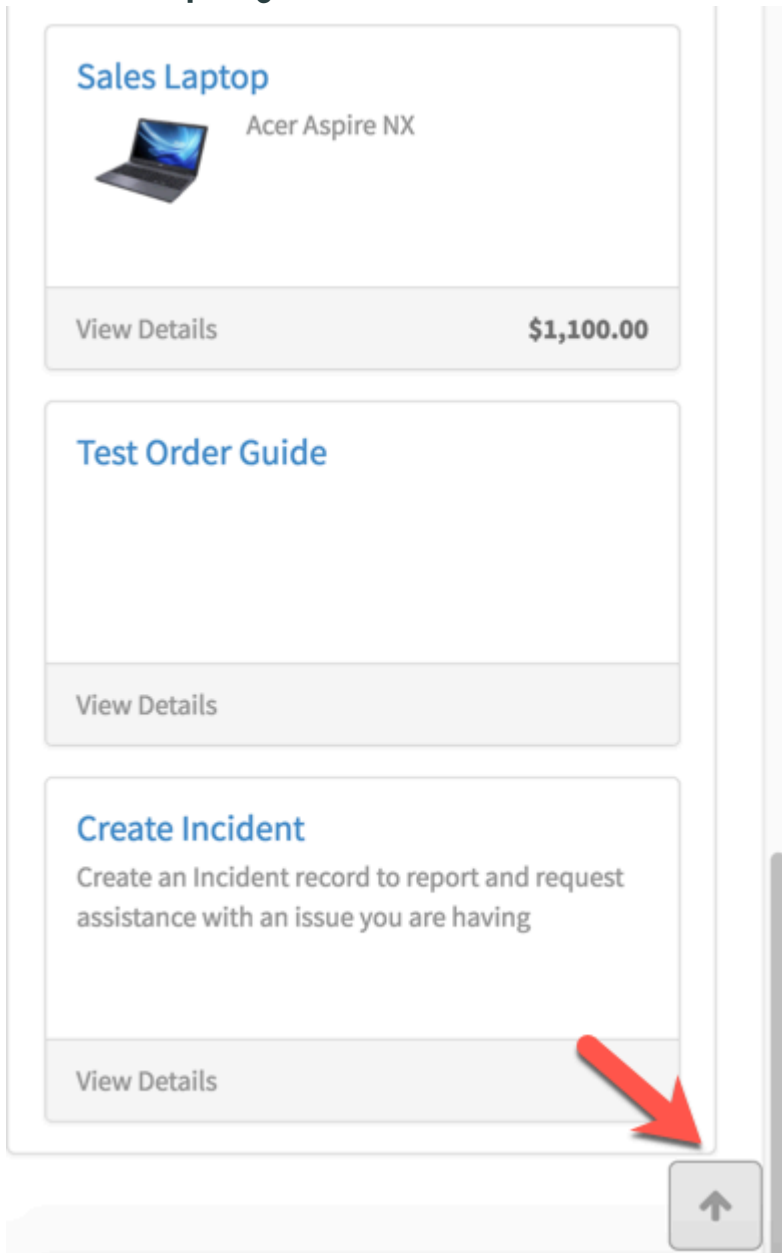 Sales Laptop
Acer Aspire NX
View Details
$1,100.00
Test Order Guide
View Details
Create Incident
Create an Incident record to report and request
assistance with an issue you are having
View Details